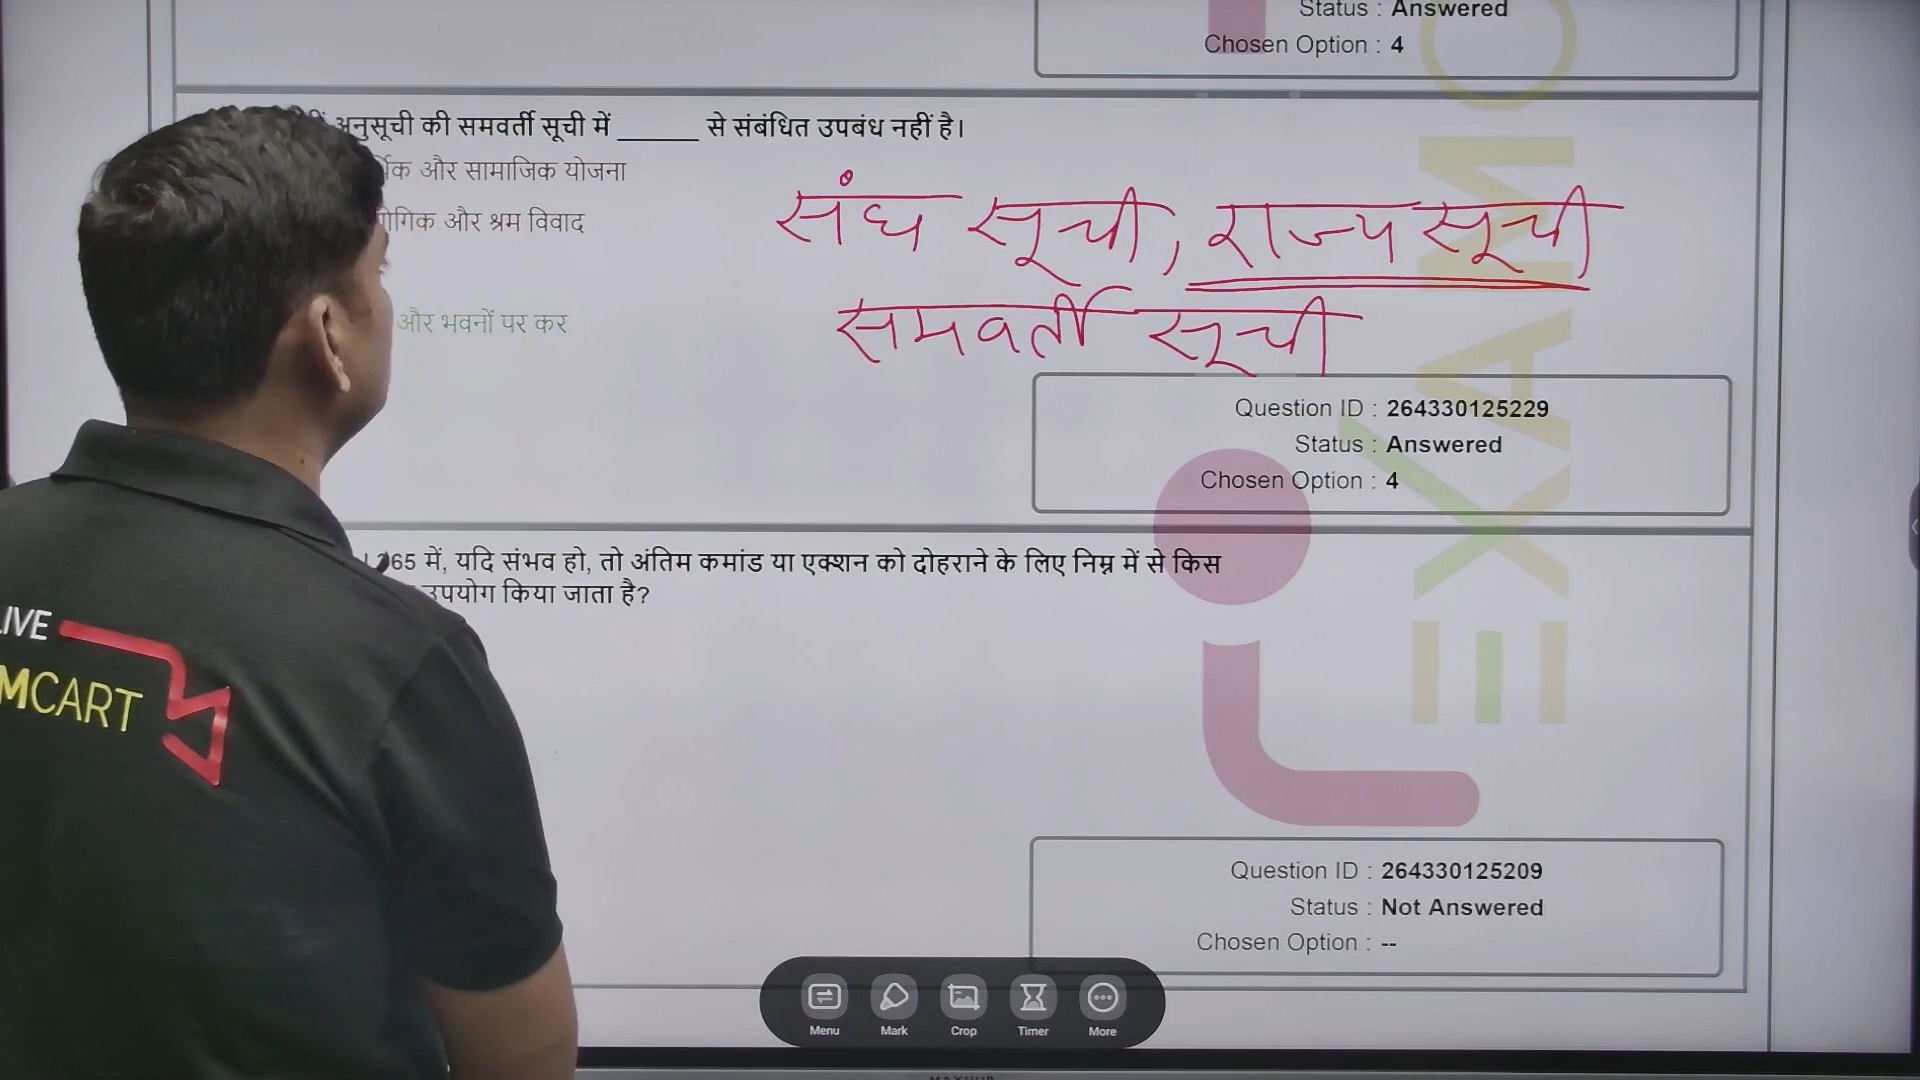 Status : Answered
Chosen Option : 4
अनुसूची की समवर्ती सूची में ______ से संबंधित उपबंध नहीं है।
और सामाजिक योजना
और श्रम विवाद
और भवनों पर कर
संघ सूची, राज्य सूची
समवर्ती सूची
Question ID : 264330125229
Status : Answered
Chosen Option : 4
365 में, यदि संभव हो, तो अंतिम कमांड या एक्शन को दोहराने के लिए निम्न में से किस
उपयोग किया जाता है?
Question ID : 264330125209
Status : Not Answered
Chosen Option : --
LIVE
MCART
EXAMC
Menu Mark Crop Timer More